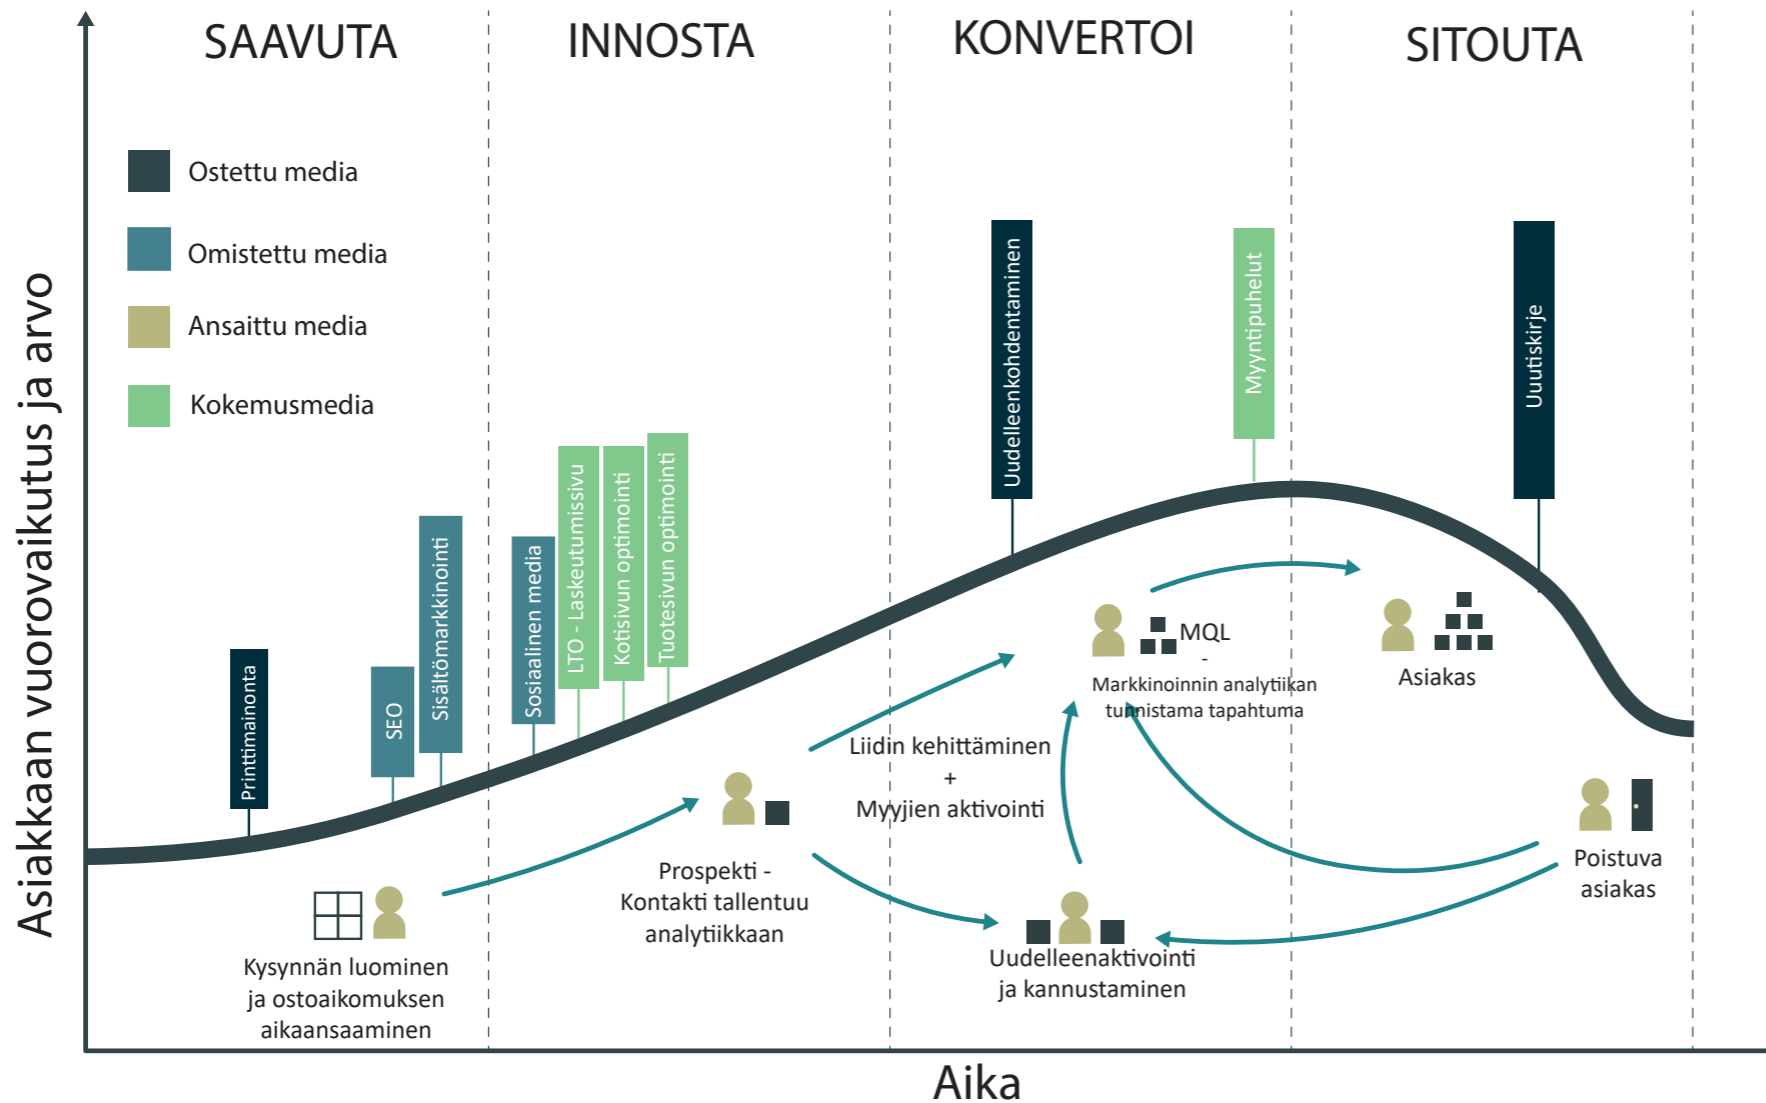 SAAVUTA
INNOSTA
KONVERTOI
SITOUTA
Ostettu media
Omistettu media
Ansaittu media
Kokemusmedia
Asiakkaan vuorovaikutus ja arvo
Printtimainonta
SEO
Sisältömarkkinointi
Sosiaalinen media
LTO - Laskeutumissivu
Kotisivun optimointi
Tuotesivun optimointi
Uudelleenkohdentaminen
Myyntipuhelut
Uutiskirje
Kysynnän luominen
ja ostoaikomuksen
aikaansaaminen
Prospekti -
Kontakti tallentuu
analytiikkaan
Liidin kehittäminen
+
Myyjien aktivointi
MQL
-
Markkinoinnin analytiikan
tunnistama tapahtuma
Uudelleenaktivointi
ja kannustaminen
Asiakas
Poistuva
asiakas
Aika